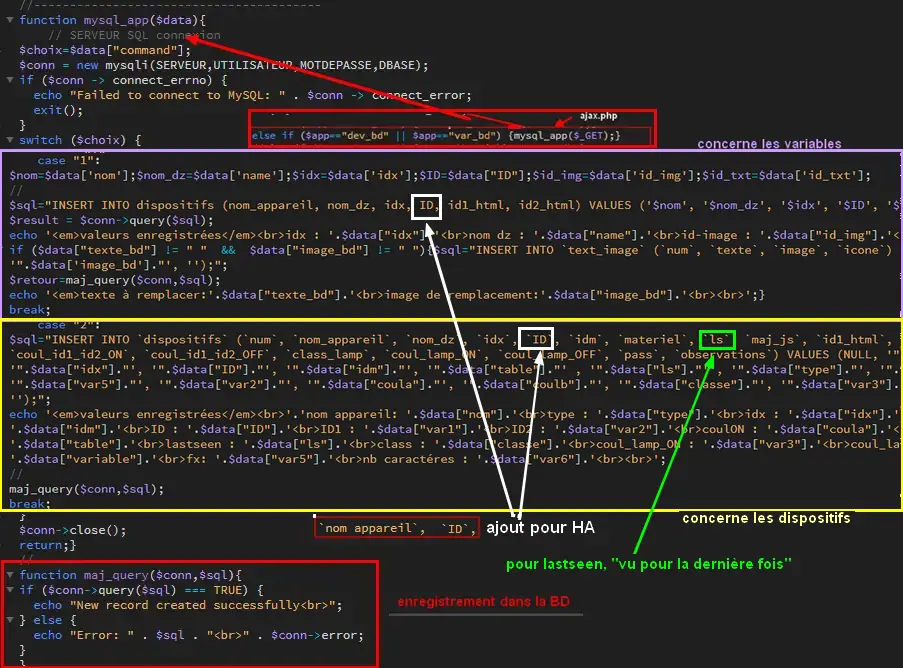 //----------------------------------------
function mysql_app($data){
// SERVEUR SQL connexion
$choix=$data["command"];
$conn = new mysqli(SERVEUR,UTILISATEUR,MOTDEPASSE,DBASE);
if ($conn -> connect_errno) {
echo "Failed to connect to MySQL: " . $conn -> connect_error;
exit();
}
ajax.php
else if ($app=="dev_bd" || $app=="var_bd") {mysql_app($_GET);}
switch ($choix) {
concerne les variables
case "1":
$nom=$data['nom'];$nom_dz=$data['name'];$idx=$data['idx'];$ID=$data["ID"];$id_img=$data['id_img'];$id_txt=$data['id_txt'];
//
$sql="INSERT INTO dispositifs (nom_appareil, nom_dz, idx, ID, id1_html, id2_html) VALUES ('$nom', '$nom_dz', '$idx', '$ID', '$
$result = $conn->query($sql);
echo '<em>valeurs enregistrées</em><br>idx : '.$data["idx"].'<br>nom dz : '.$data["name"].'<br>id-image : '.$data["id_img"].'<
if ($data["texte_bd"] != " " && $data["image_bd"] != " "){$sql="INSERT INTO `text_image` (`num`, `texte`, `image`, `icone`)
'".$data['image_bd']."', '');";
$retour=maj_query($conn,$sql);
echo '<em>texte à remplacer:'.$data["texte_bd"].'<br>image de remplacement:'.$data["image_bd"].'<br><br>';}
break;
case "2":
$sql="INSERT INTO `dispositifs` (`num`, `nom_appareil`, `nom_dz`, `idx`, `ID`, `idm`, `materiel`, `ls`, `maj_js`, `id1_html`,
`coul_id1_id2_ON`, `coul_id1_id2_OFF`, `class_lamp`, `coul_lamp_ON`, `coul_lamp_OFF`, `pass`, `observations`) VALUES (NULL, '"
'".$data["idx"]."', '".$data["ID"]."', '".$data["idm"]."', '".$data["table"]."' , '".$data["ls"]."' , '".$data["type"]."', '".
'".$data["var5"]."', '".$data["var2"]."', '".$data["coula"]."', '".$data["coulb"]."', '".$data["classe"]."', '".$data["var3"].
'');";
echo '<em>valeurs enregistrées</em><br>'.'nom appareil: '.$data["nom"].'<br>type : '.$data["type"].'<br>idx : '.$data["idx"].'
'.$data["idm"].'<br>ID : '.$data["ID"].'<br>ID1 : '.$data["var1"].'<br>ID2 : '.$data["var2"].'<br>coulON : '.$data["coula"].'<
'.$data["table"].'<br>lastseen : '.$data["ls"].'<br>class : '.$data["classe"].'<br>coul_lamp_ON : '.$data["var3"].'<br>coul_la
'.$data["variable"].'<br>fx: '.$data["var5"].'<br>nb caractéres : '.$data["var6"].'<br><br>';
//
maj_query($conn,$sql);
break;
}
concerne les dispositifs
`nom appareil`, `ID`,
ajout pour HA
$conn->close();
return;}
pour lastseen, "vu pour la dernière fois"
//
function maj_query($conn,$sql){
if ($conn->query($sql) === TRUE) {
echo "New record created successfully<br>";
enregistrement dans la BD
} else {
echo "Error: " . $sql . "<br>" . $conn->error;
}
}